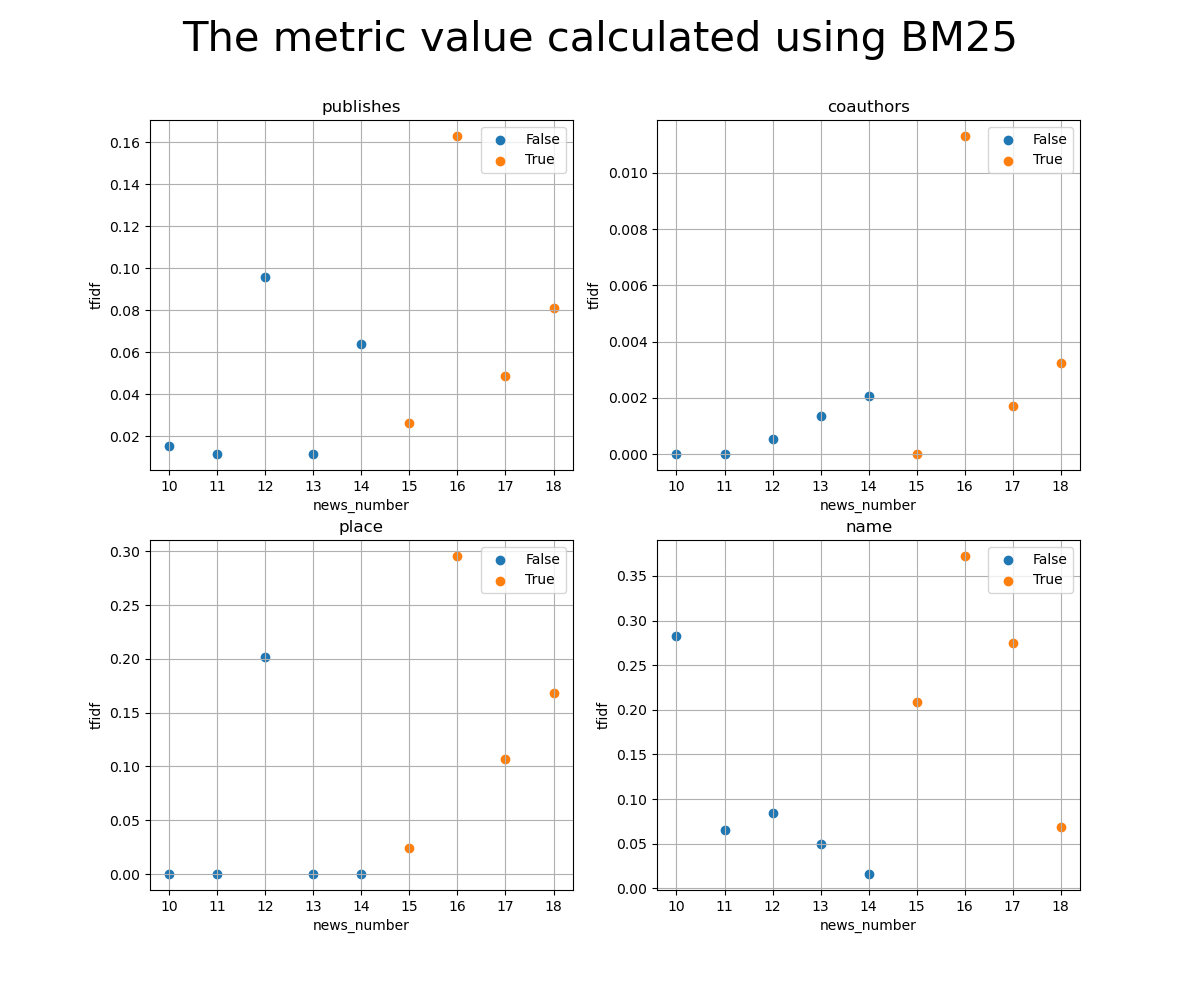 The metric value calculated using BM25
publishes
0.16
0.14
0.12
0.10
0.08
0.06
0.04
0.02
tfidf
False
True
10 11 12 13 14 15 16 17 18
news_number
coauthors
0.010
0.008
0.006
0.004
0.002
0.000
tfidf
False
True
10 11 12 13 14 15 16 17 18
news_number
place
0.30
0.25
0.20
0.15
0.10
0.05
0.00
tfidf
False
True
10 11 12 13 14 15 16 17 18
news_number
name
0.35
0.30
0.25
0.20
0.15
0.10
0.05
0.00
tfidf
False
True
10 11 12 13 14 15 16 17 18
news_number